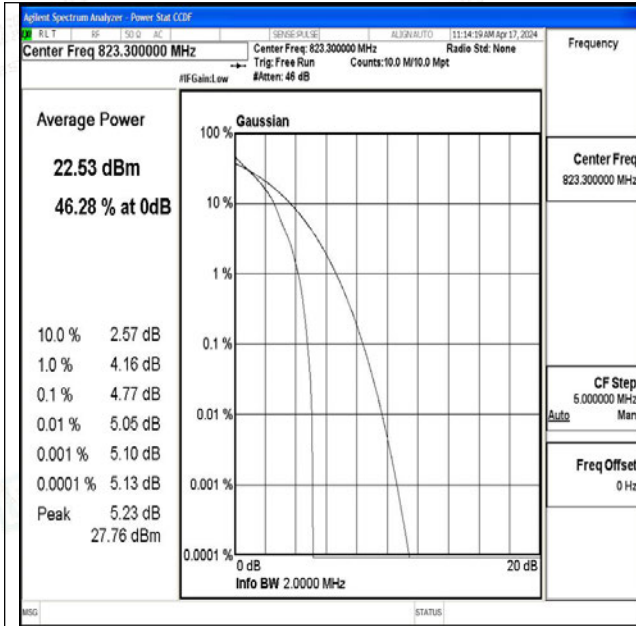 Agilent Spectrum Analyzer - Power Stat CCDF
RL T RF 50 Ω AC SENSE:PULSE ALIGNAUTO 11:14:19 AM Apr 17, 2024
Center Freq 823.300000 MHz
Center Freq: 823.300000 MHz Radio Std: None
Trig: Free Run Counts:10.0 M/10.0 Mpt
#IFGain:Low #Atten: 46 dB
Frequency
Average Power
22.53 dBm
46.28 % at 0dB
10.0 % 2.57 dB
1.0 % 4.16 dB
0.1 % 4.77 dB
0.01 % 5.05 dB
0.001 % 5.10 dB
0.0001 % 5.13 dB
Peak 5.23 dB
27.76 dBm
Gaussian
100 %
10 %
1 %
0.1 %
0.01 %
0.001 %
0.0001 %
0 dB 20 dB
Info BW 2.0000 MHz
Center Freq
823.300000 MHz
CF Step
5.000000 MHz
Auto Man
Freq Offset
0 Hz
MSG STATUS